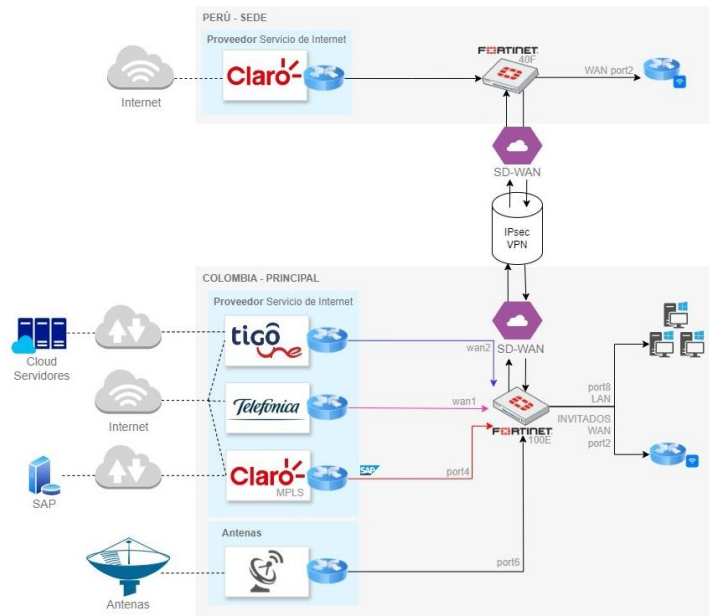 PERÚ - SEDE
Proveedor Servicio de Internet
Claro-
Internet
FORTINET
40F
WAN port2
SD-WAN
IPsec
VPN
COLOMBIA - PRINCIPAL
Proveedor Servicio de Internet
Cloud
Servidores
tigo
une
wan2
SD-WAN
Internet
Telefónica
wan1
FORTINET
100E
port8
LAN
INVITADOS
WAN
port2
SAP
Claro-
MPLS
SAP
port4
Antenas
port6
Antenas